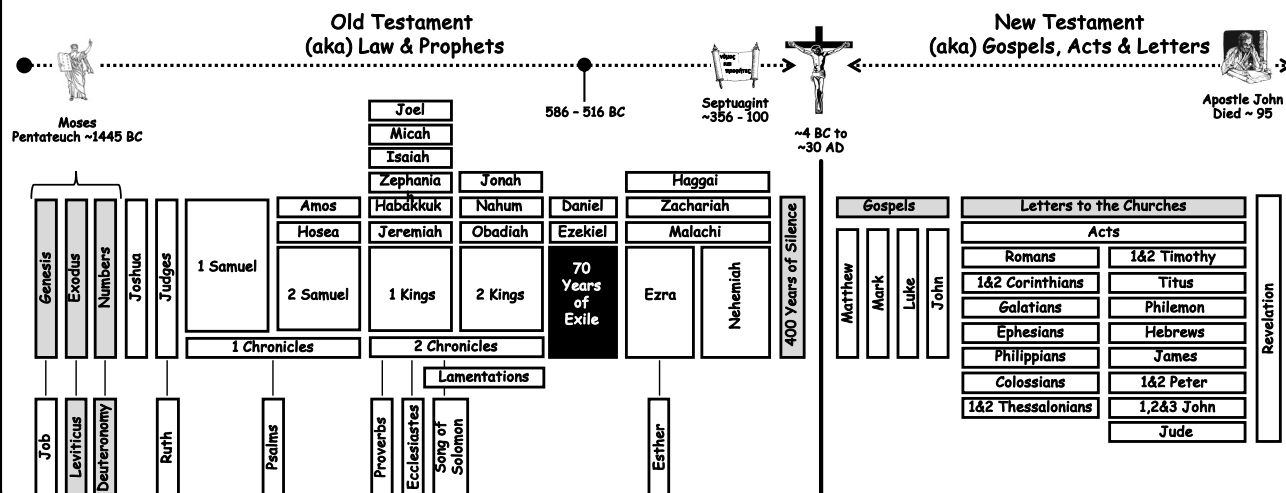 Old Testament
(aka) Law & Prophets
New Testament
(aka) Gospels, Acts & Letters
Moses
Pentateuch ~1445 BC
586 – 516 BC
Septuagint
~356 - 100
~4 BC to
~30 AD
Apostle John
Died ~ 95
Joel
Micah
Isaiah
Zephania
h
Habakkuk
Jeremiah
Jonah
Nahum
Obadiah
Daniel
Ezekiel
Haggai
Zachariah
Malachi
Amos
Hosea
Genesis
Exodus
Numbers
Joshua
Judges
1 Samuel
2 Samuel
1 Kings
2 Kings
70
Years
of
Exile
Ezra
Nehemiah
400 Years of Silence
1 Chronicles
2 Chronicles
Lamentations
Job
Leviticus
Deuteronomy
Ruth
Psalms
Proverbs
Ecclesiastes
Song of
Solomon
Esther
Gospels
Matthew
Mark
Luke
John
Letters to the Churches
Acts
Romans
1&2 Corinthians
Galatians
Ephesians
Philippians
Colossians
1&2 Thessalonians
1&2 Timothy
Titus
Philemon
Hebrews
James
1&2 Peter
1,2&3 John
Jude
Revelation